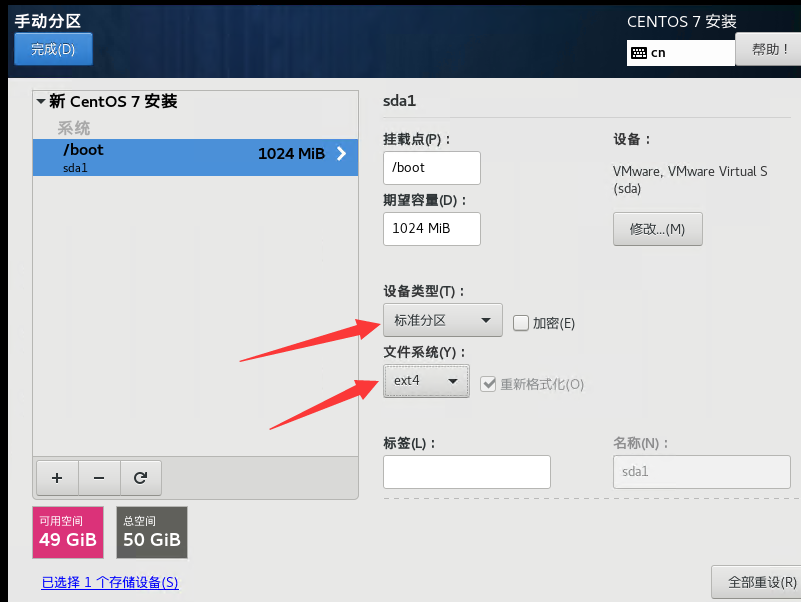 手动分区
CENTOS 7 安装
完成(D)
cn
帮助！
新 CentOS 7 安装
系统
/boot
1024 MiB
sda1
sda1
挂载点(P)：
/boot
期望容量(D)：
1024 MiB
设备：
VMware, VMware Virtual S
(sda)
修改...(M)
设备类型(T)：
标准分区
加密(E)
文件系统(Y)：
ext4
重新格式化(O)
标签(L)：
名称(N)：
sda1
+
−
可用空间
49 GiB
总空间
50 GiB
已选择 1 个存储设备(S)
全部重设(R)